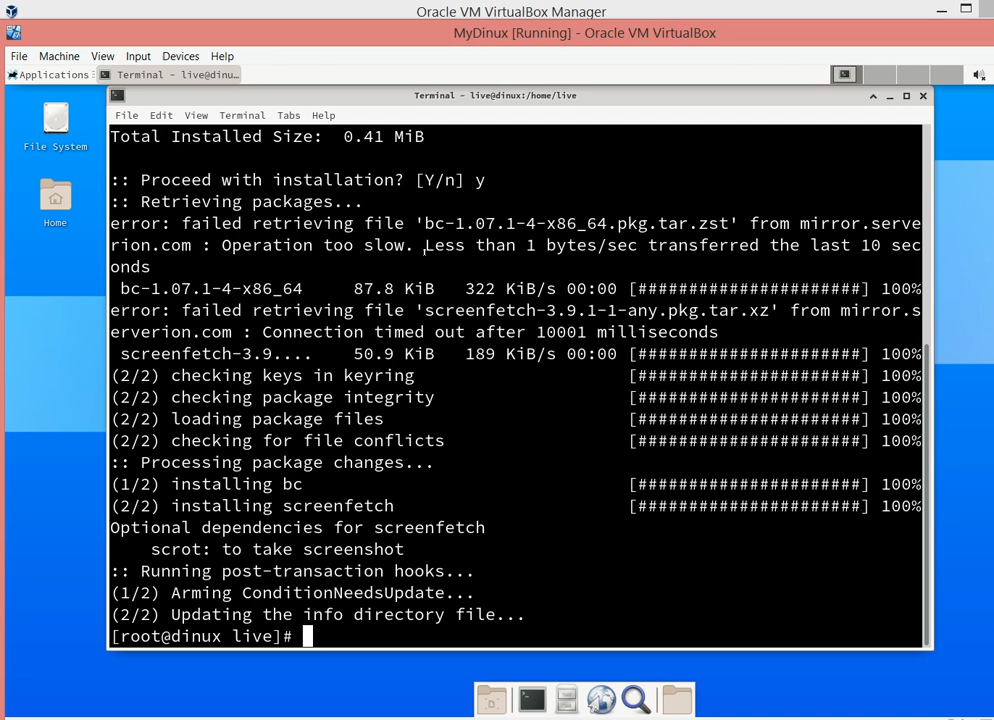 Oracle VM VirtualBox Manager
MyDinux [Running] - Oracle VM VirtualBox
File Machine View Input Devices Help
Applications Terminal - live@dinu...
Terminal - live@dinux:/home/live
File Edit View Terminal Tabs Help
File System
Home
Total Installed Size:  0.41 MiB
:: Proceed with installation? [Y/n] y
:: Retrieving packages...
error: failed retrieving file 'bc-1.07.1-4-x86_64.pkg.tar.zst' from mirror.serve
rion.com : Operation too slow. Less than 1 bytes/sec transferred the last 10 sec
onds
bc-1.07.1-4-x86_64 87.8 KiB 322 KiB/s 00:00 [######################] 100%
error: failed retrieving file 'screenfetch-3.9.1-1-any.pkg.tar.xz' from mirror.s
erverion.com : Connection timed out after 10001 milliseconds
screenfetch-3.9.... 50.9 KiB 189 KiB/s 00:00 [######################] 100%
(2/2) checking keys in keyring [######################] 100%
(2/2) checking package integrity [######################] 100%
(2/2) loading package files [######################] 100%
(2/2) checking for file conflicts [######################] 100%
:: Processing package changes...
(1/2) installing bc [######################] 100%
(2/2) installing screenfetch [######################] 100%
Optional dependencies for screenfetch
scrot: to take screenshot
:: Running post-transaction hooks...
(1/2) Arming ConditionNeedsUpdate...
(2/2) Updating the info directory file...
[root@dinux live]#